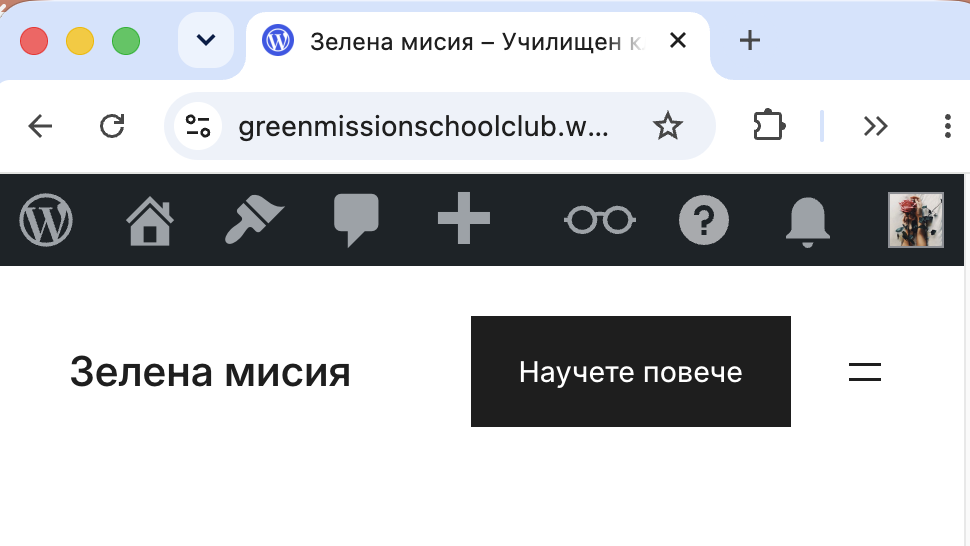 Зелена мисия – Училищен
greenmissionschoolclub.w...
Зелена мисия
Научете повече